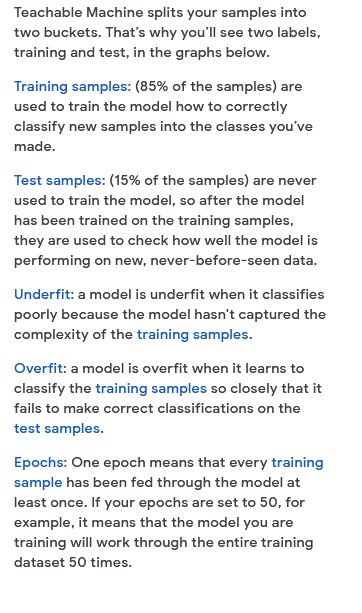 Teachable Machine splits your samples into
two buckets. That's why you'll see two labels,
training and test, in the graphs below.
Training samples: (85% of the samples) are
used to train the model how to correctly
classify new samples into the classes you've
made.
Test samples: (15% of the samples) are never
used to train the model, so after the model
has been trained on the training samples,
they are used to check how well the model is
performing on new, never-before-seen data.
Underfit: a model is underfit when it classifies
poorly because the model hasn't captured the
complexity of the training samples.
Overfit: a model is overfit when it learns to
classify the training samples so closely that it
fails to make correct classifications on the
test samples.
Epochs: One epoch means that every training
sample has been fed through the model at
least once. If your epochs are set to 50, for
example, it means that the model you are
training will work through the entire training
dataset 50 times.